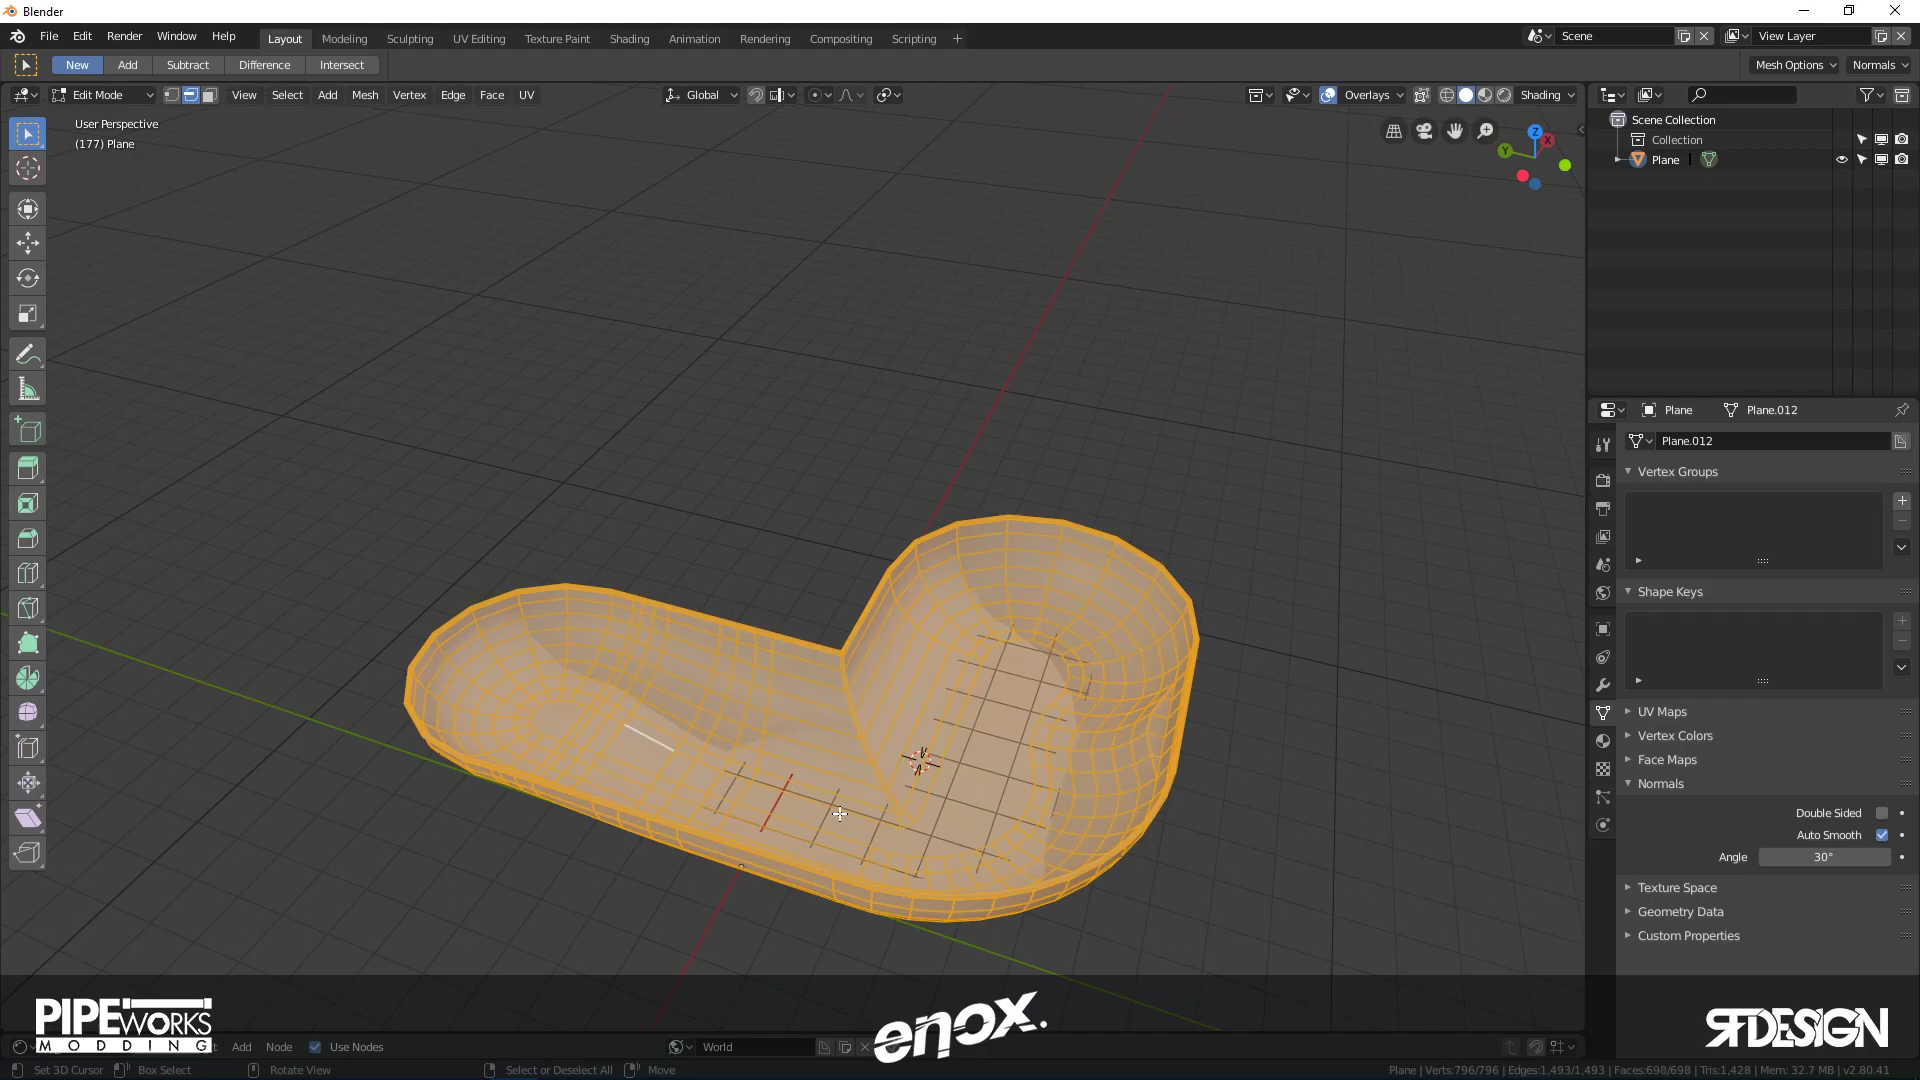 Blender
File Edit Render Window Help Layout Modeling Sculpting UV Editing Texture Paint Shading Animation Rendering Compositing Scripting + Scene View Layer
New Add Subtract Difference Intersect Mesh Options Normals
Edit Mode View Select Add Mesh Vertex Edge Face UV Global Overlays Shading
User Perspective
(177) Plane
Z
X
Y
Scene Collection
Collection
Plane
Plane Plane.012
Plane.012
Vertex Groups
Shape Keys
UV Maps
Vertex Colors
Face Maps
Normals
Double Sided
Auto Smooth
Angle 30°
Texture Space
Geometry Data
Custom Properties
PIPEWORKS
MODDING
enox.
RFDESIGN
Add Node Use Nodes World
Set 3D Cursor Box Select Rotate View Select or Deselect All Move Plane | Verts:796/796 | Edges:1,493/1,493 | Faces:698/698 | Tris:1,428 | Mem: 32.7 MB | v2.80.41